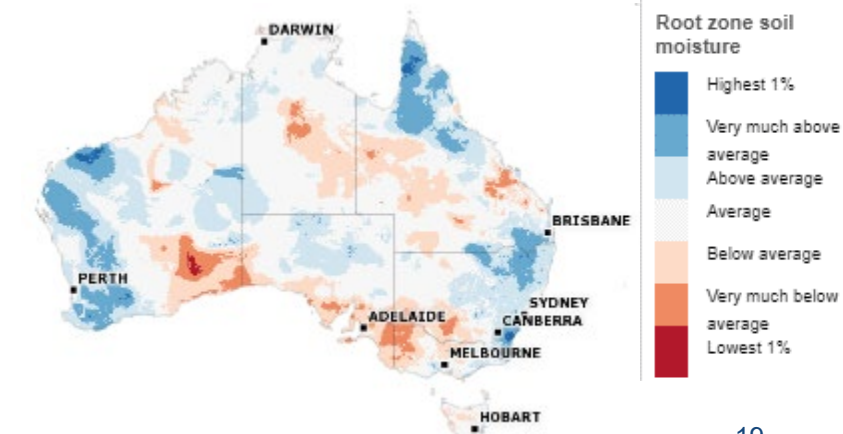 DARWIN
BRISBANE
PERTH
SYDNEY
ADELAIDE
CANBERRA
MELBOURNE
HOBART
Root zone soil
moisture
Highest 1%
Very much above
average
Above average
Average
Below average
Very much below
average
Lowest 1%